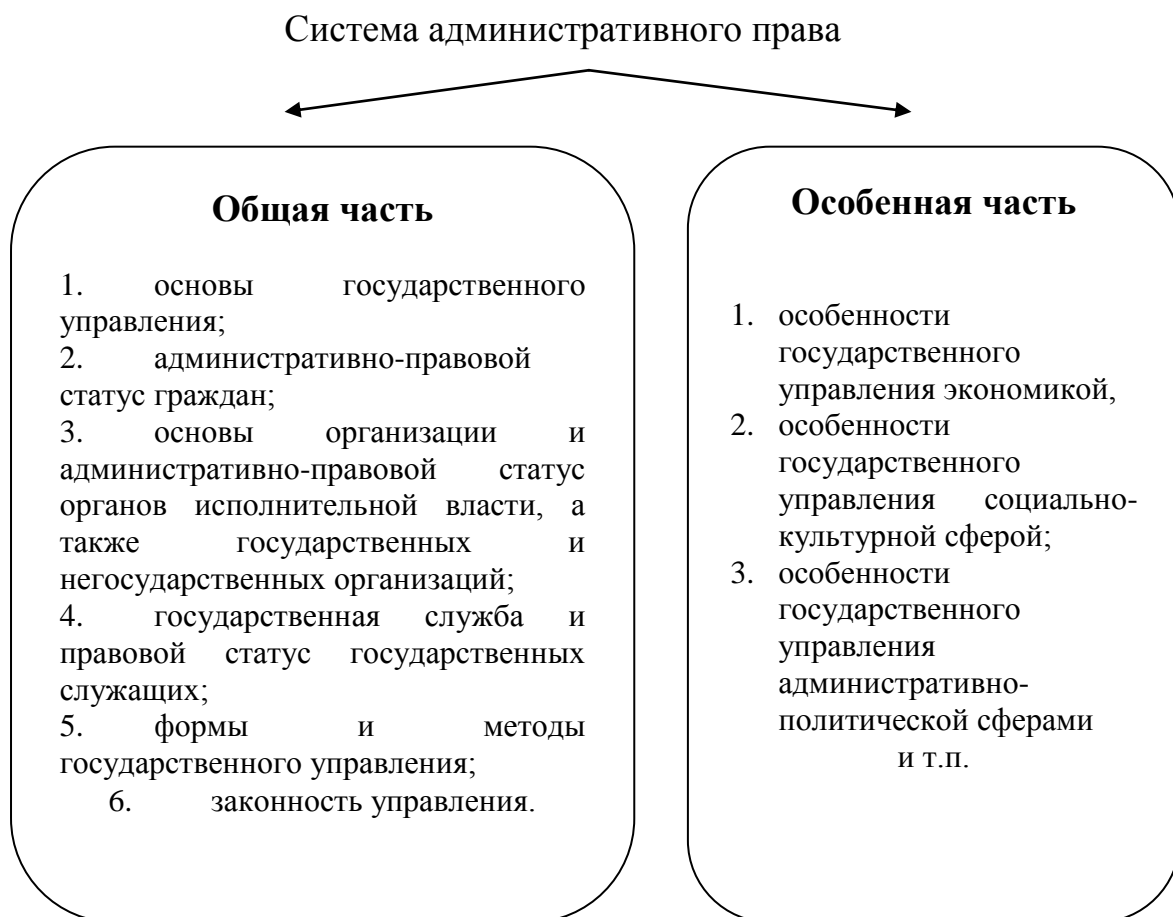 Система административного права
Общая часть
1. основы государственного
управления;
2. административно-правовой
статус граждан;
3. основы организации и
административно-правовой статус
органов исполнительной власти, а
также государственных и
негосударственных организаций;
4. государственная служба и
правовой статус государственных
служащих;
5. формы и методы
государственного управления;
6. законность управления.
Особенная часть
1. особенности
государственного
управления экономикой,
2. особенности
государственного
управления социально-
культурной сферой;
3. особенности
государственного
управления
административно-
политической сферами
и т.п.